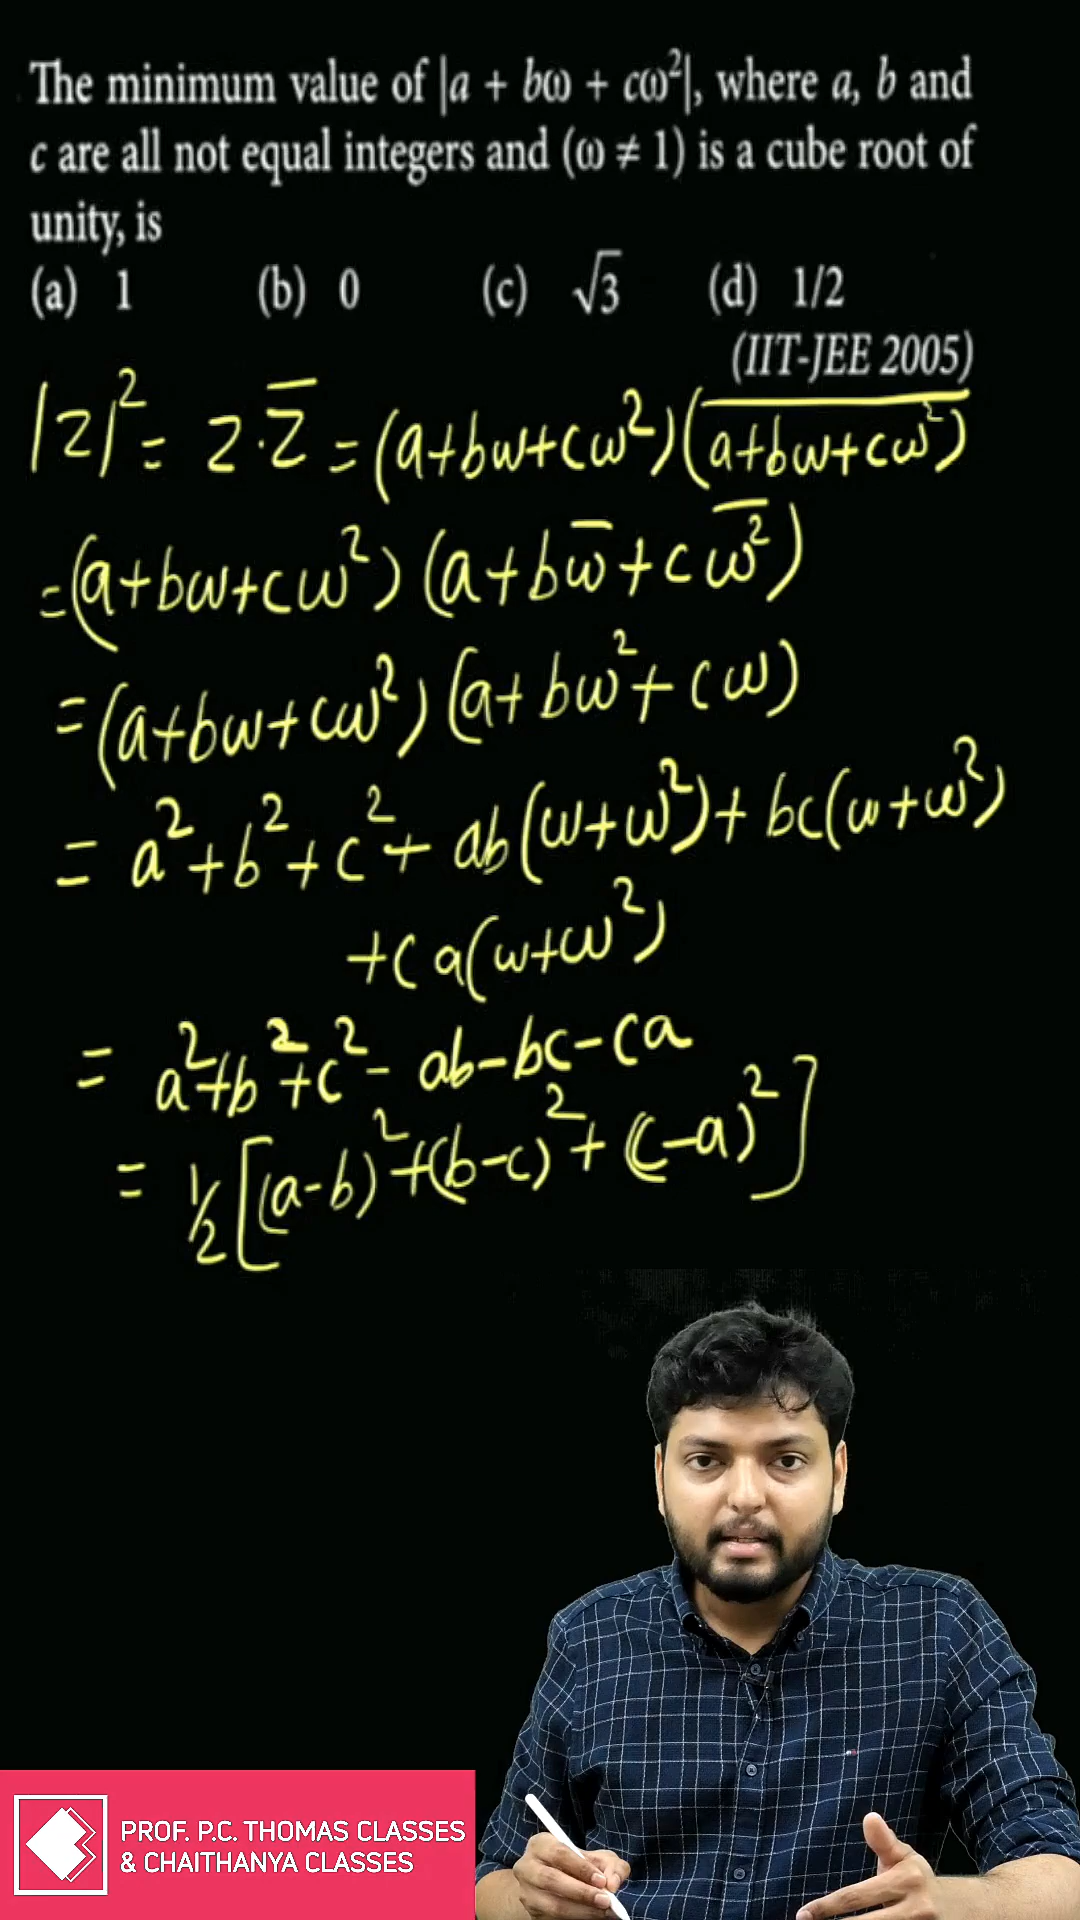 The minimum value of |a + bω + cω²|, where a, b and
c are all not equal integers and (ω ≠ 1) is a cube root of
unity, is
(a) 1 (b) 0 (c) √3 (d) 1/2
(IIT-JEE 2005)
|z|² = z·z̅ = (a+bω+cω²)(\overline{a+bω+cω²})
=(a+bω+cω²)(a+bω̅+c\overline{ω²})
=(a+bω+cω²)(a+bω²+cω)
= a²+b²+c²+ab(ω+ω²)+bc(ω+ω²)
+ca(ω+ω²)
= a²+b²+c²-ab-bc-ca
= ½[(a-b)²+(b-c)²+(c-a)²]
PROF. P.C. THOMAS CLASSES
& CHAITHANYA CLASSES